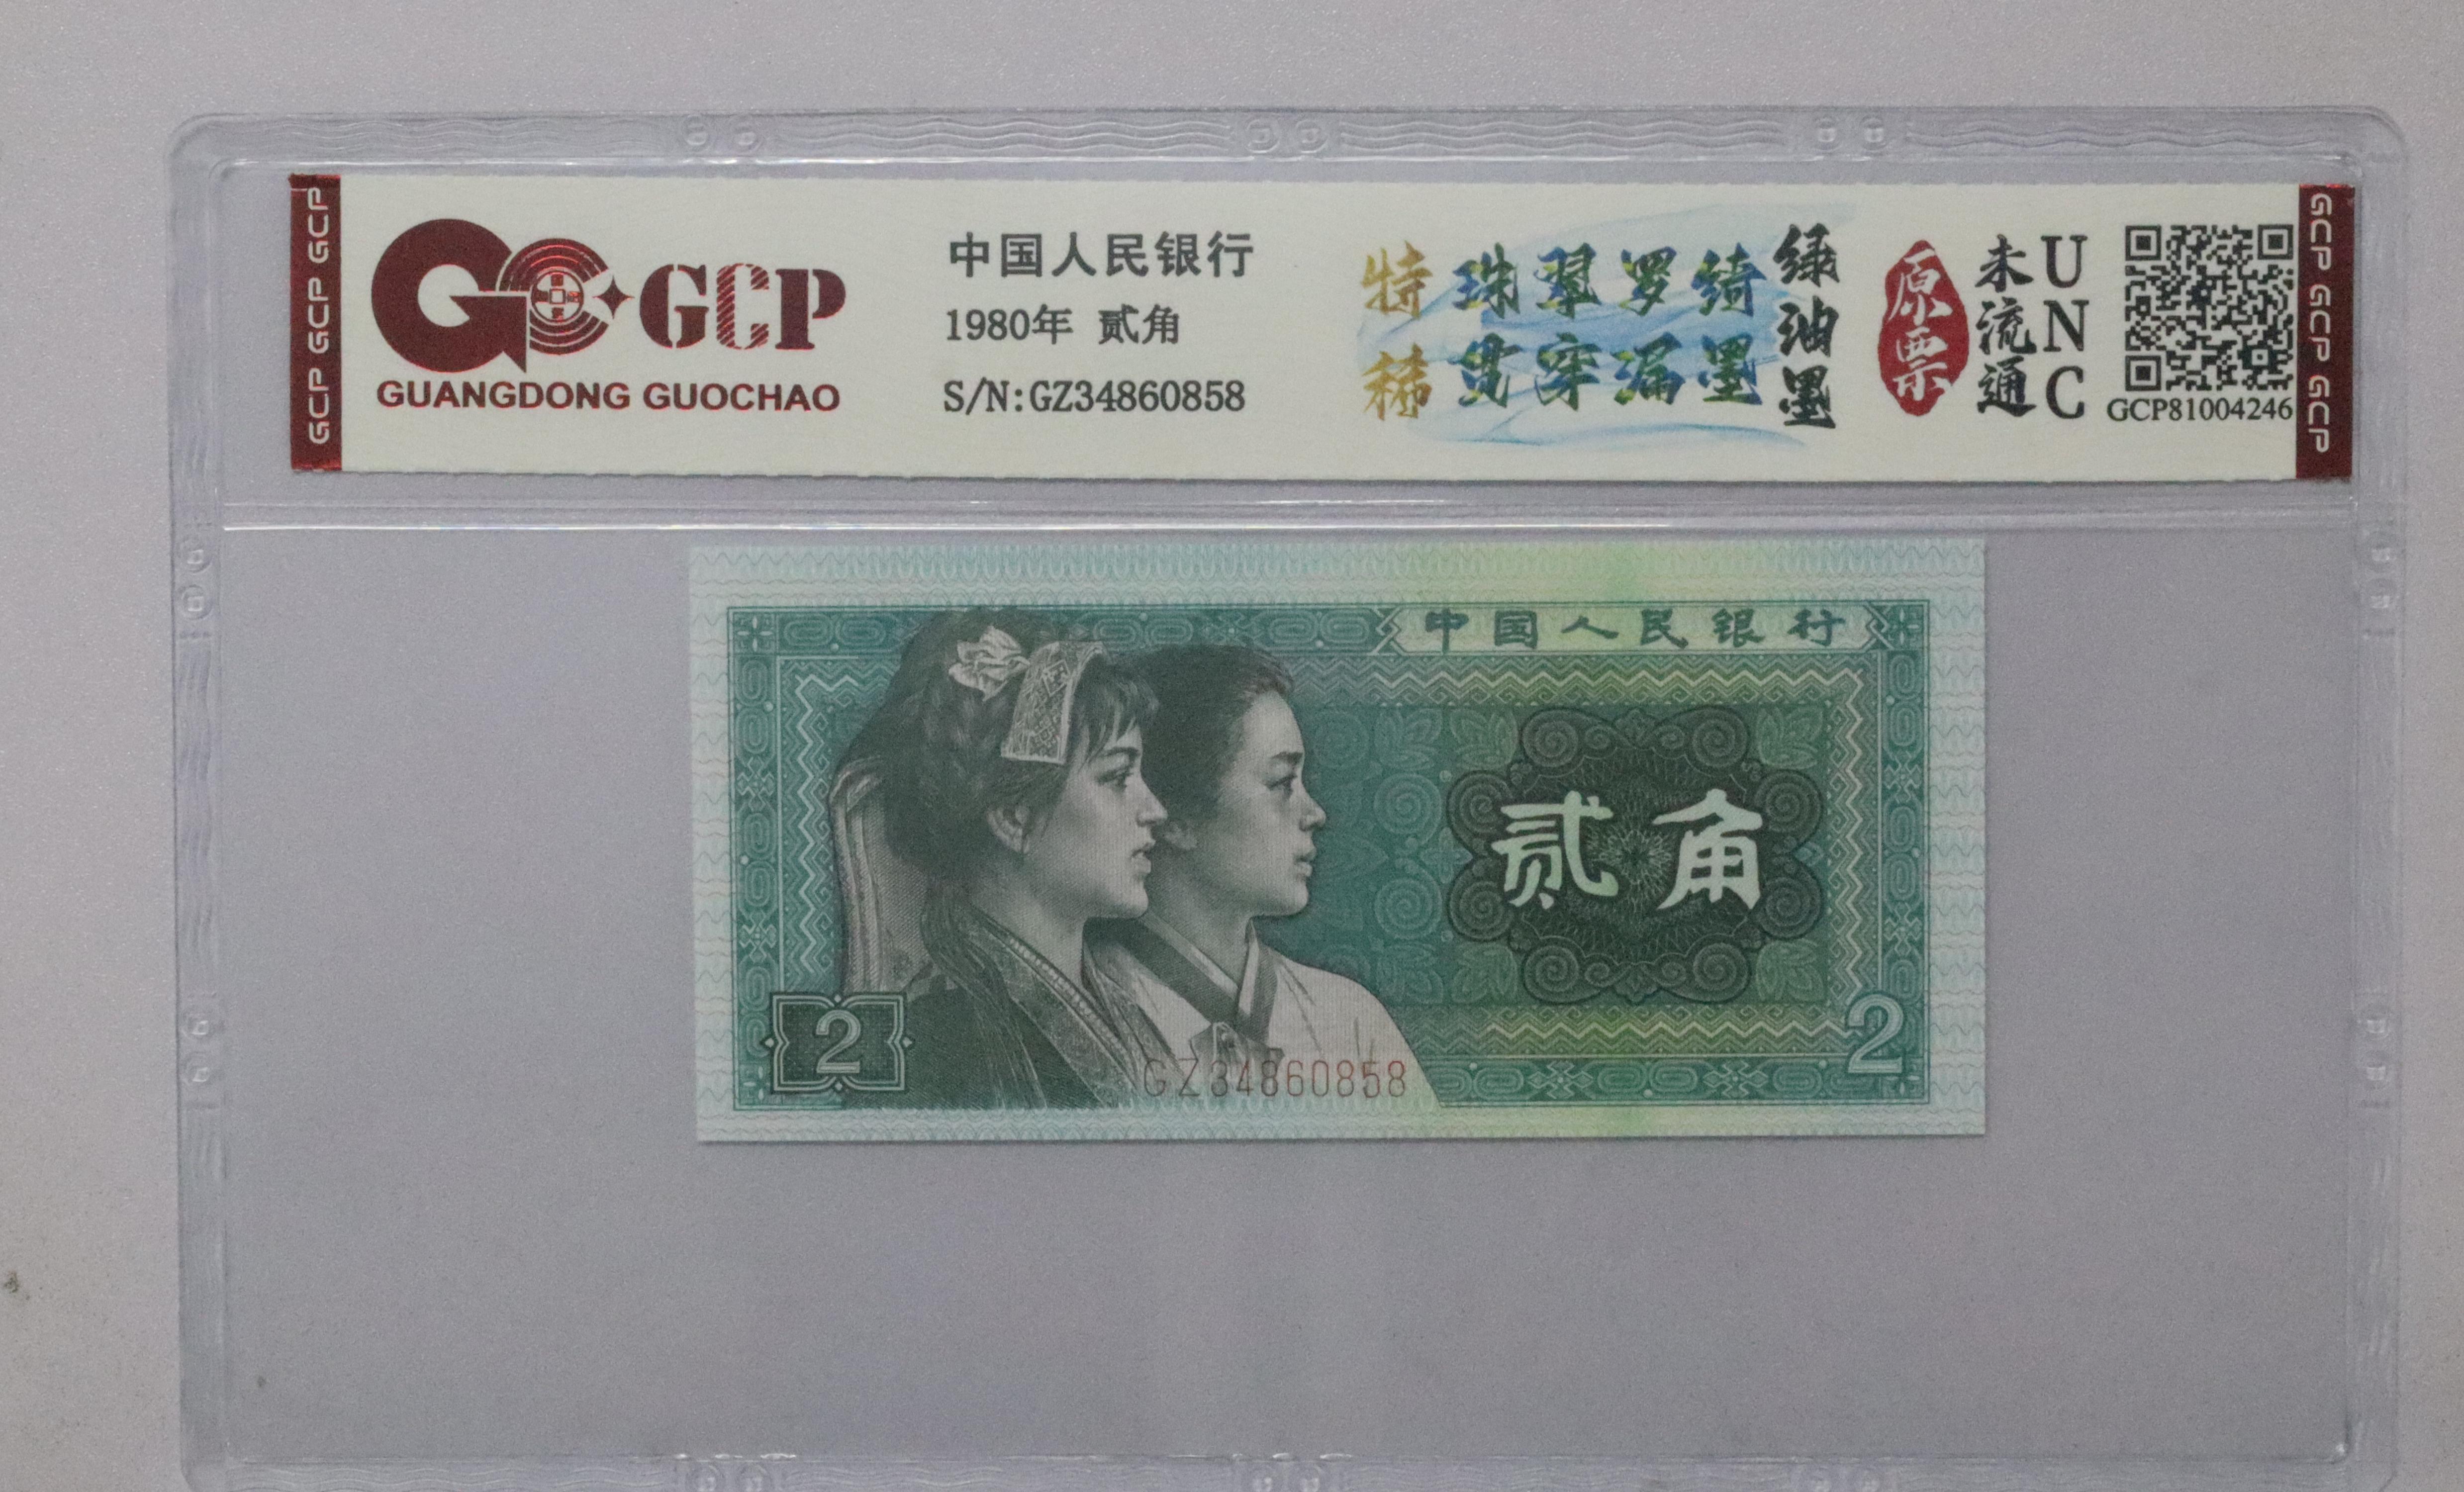 GCP GCP GCP
GCP
GUANGDONG GUOCHAO
中国人民银行
1980年 贰角
S/N:GZ34860858
特稀
珠翠罗绮
贯穿漏墨
绿油墨
原票
未流通
UNC
GCP81004246
GCP GCP GCP
中国人民银行
贰角
2
GZ34860858
2